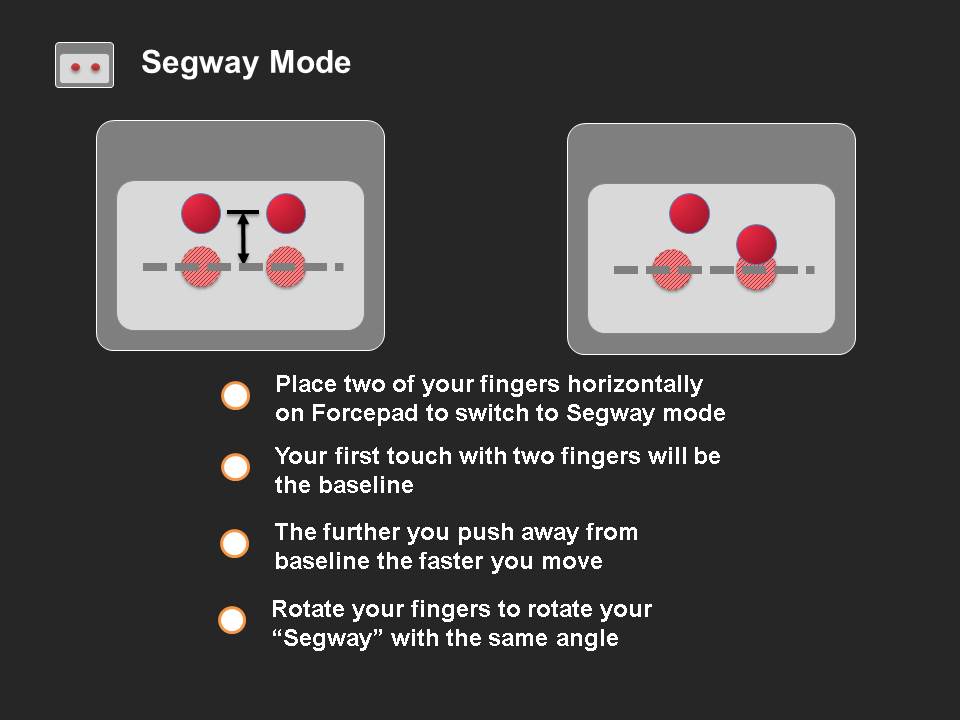 Segway Mode
Place two of your fingers horizontally
on Forcepad to switch to Segway mode
Your first touch with two fingers will be
the baseline
The further you push away from
baseline the faster you move
Rotate your fingers to rotate your
“Segway” with the same angle